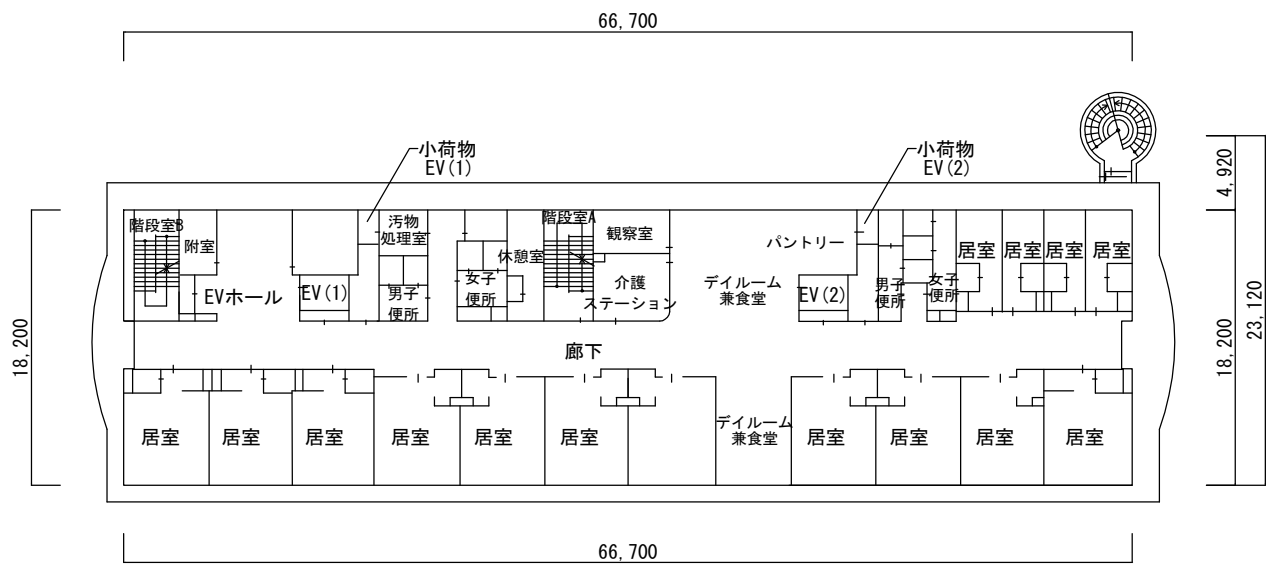 66,700
小荷物
EV(1)
小荷物
EV(2)
4,920
18,200
23,120
18,200
階段室B
附室
EVホール
EV(1)
汚物
処理室
男子
便所
女子
便所
休憩室
階段室A
観察室
介護
ステーション
デイルーム
兼食堂
パントリー
EV(2)
男子
便所
女子
便所
居室
居室
居室
居室
廊下
居室
居室
居室
居室
居室
居室
デイルーム
兼食堂
居室
居室
居室
居室
66,700